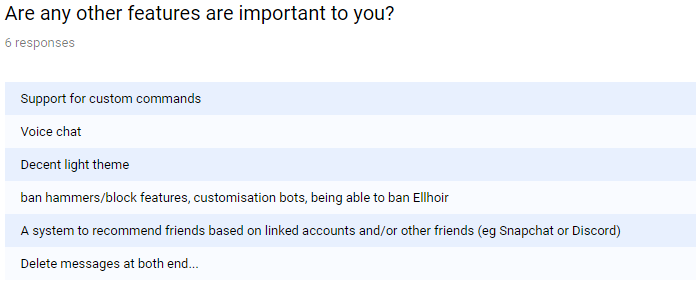 Are any other features are important to you?
6 responses
Support for custom commands
Voice chat
Decent light theme
ban hammers/block features, customisation bots, being able to ban Ellhoir
A system to recommend friends based on linked accounts and/or other friends (eg Snapchat or Discord)
Delete messages at both end...